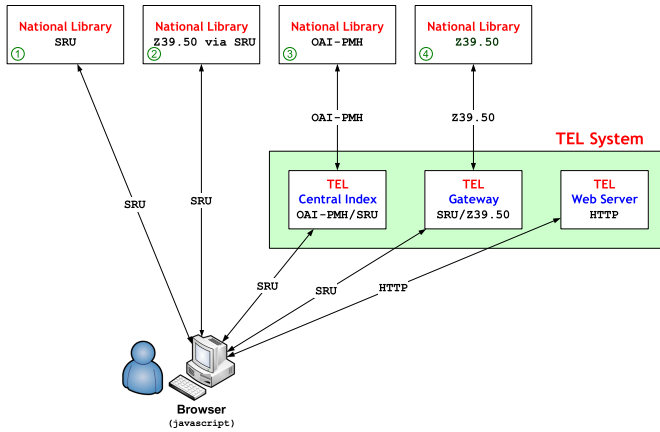 National Library
SRU
1
National Library
Z39.50 via SRU
2
National Library
OAI-PMH
3
National Library
Z39.50
4
OAI-PMH
Z39.50
TEL System
TEL
Central Index
OAI-PMH/SRU
TEL
Gateway
SRU/Z39.50
TEL
Web Server
HTTP
SRU
SRU
SRU
SRU
HTTP
Browser
(javascript)